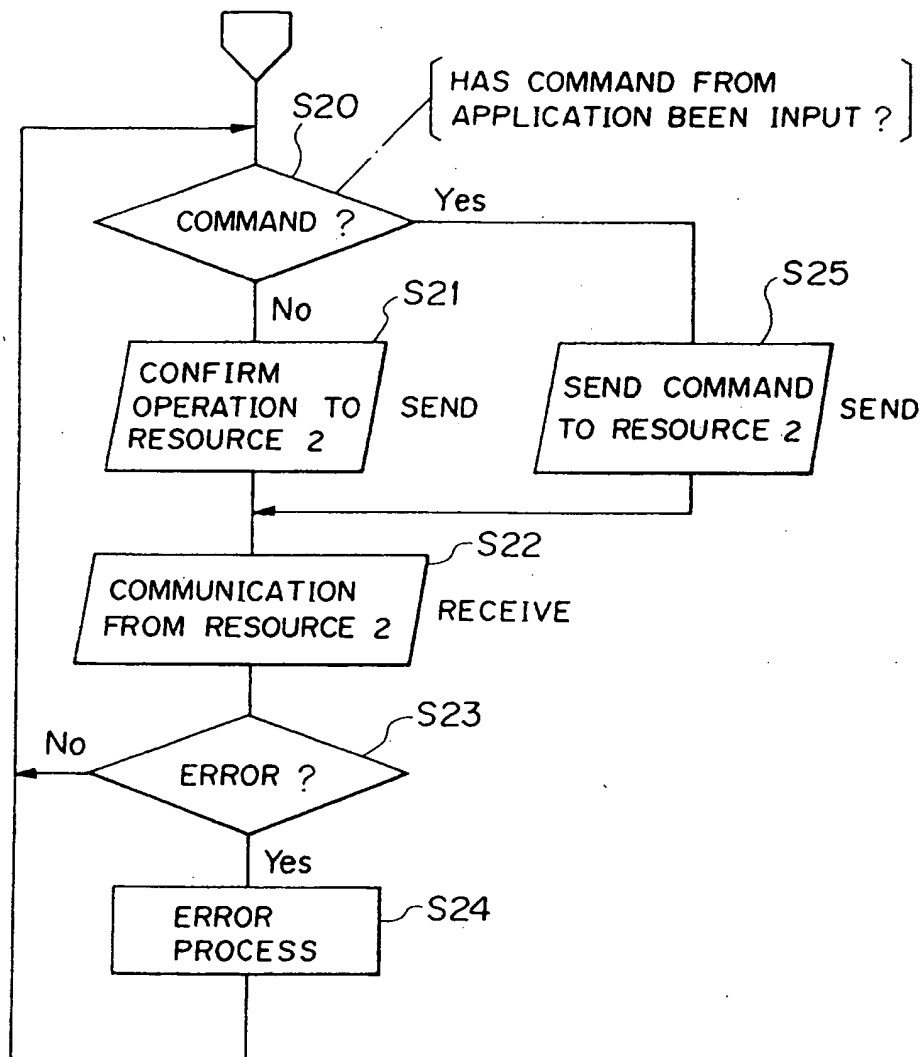 HAS COMMAND FROM
APPLICATION BEEN INPUT ?
S20
COMMAND ?
Yes
No
S21
S25
CONFIRM
OPERATION TO
RESOURCE 2
SEND
SEND COMMAND
TO RESOURCE 2
SEND
S22
COMMUNICATION
FROM RESOURCE 2
RECEIVE
S23
No
ERROR ?
Yes
S24
ERROR
PROCESS